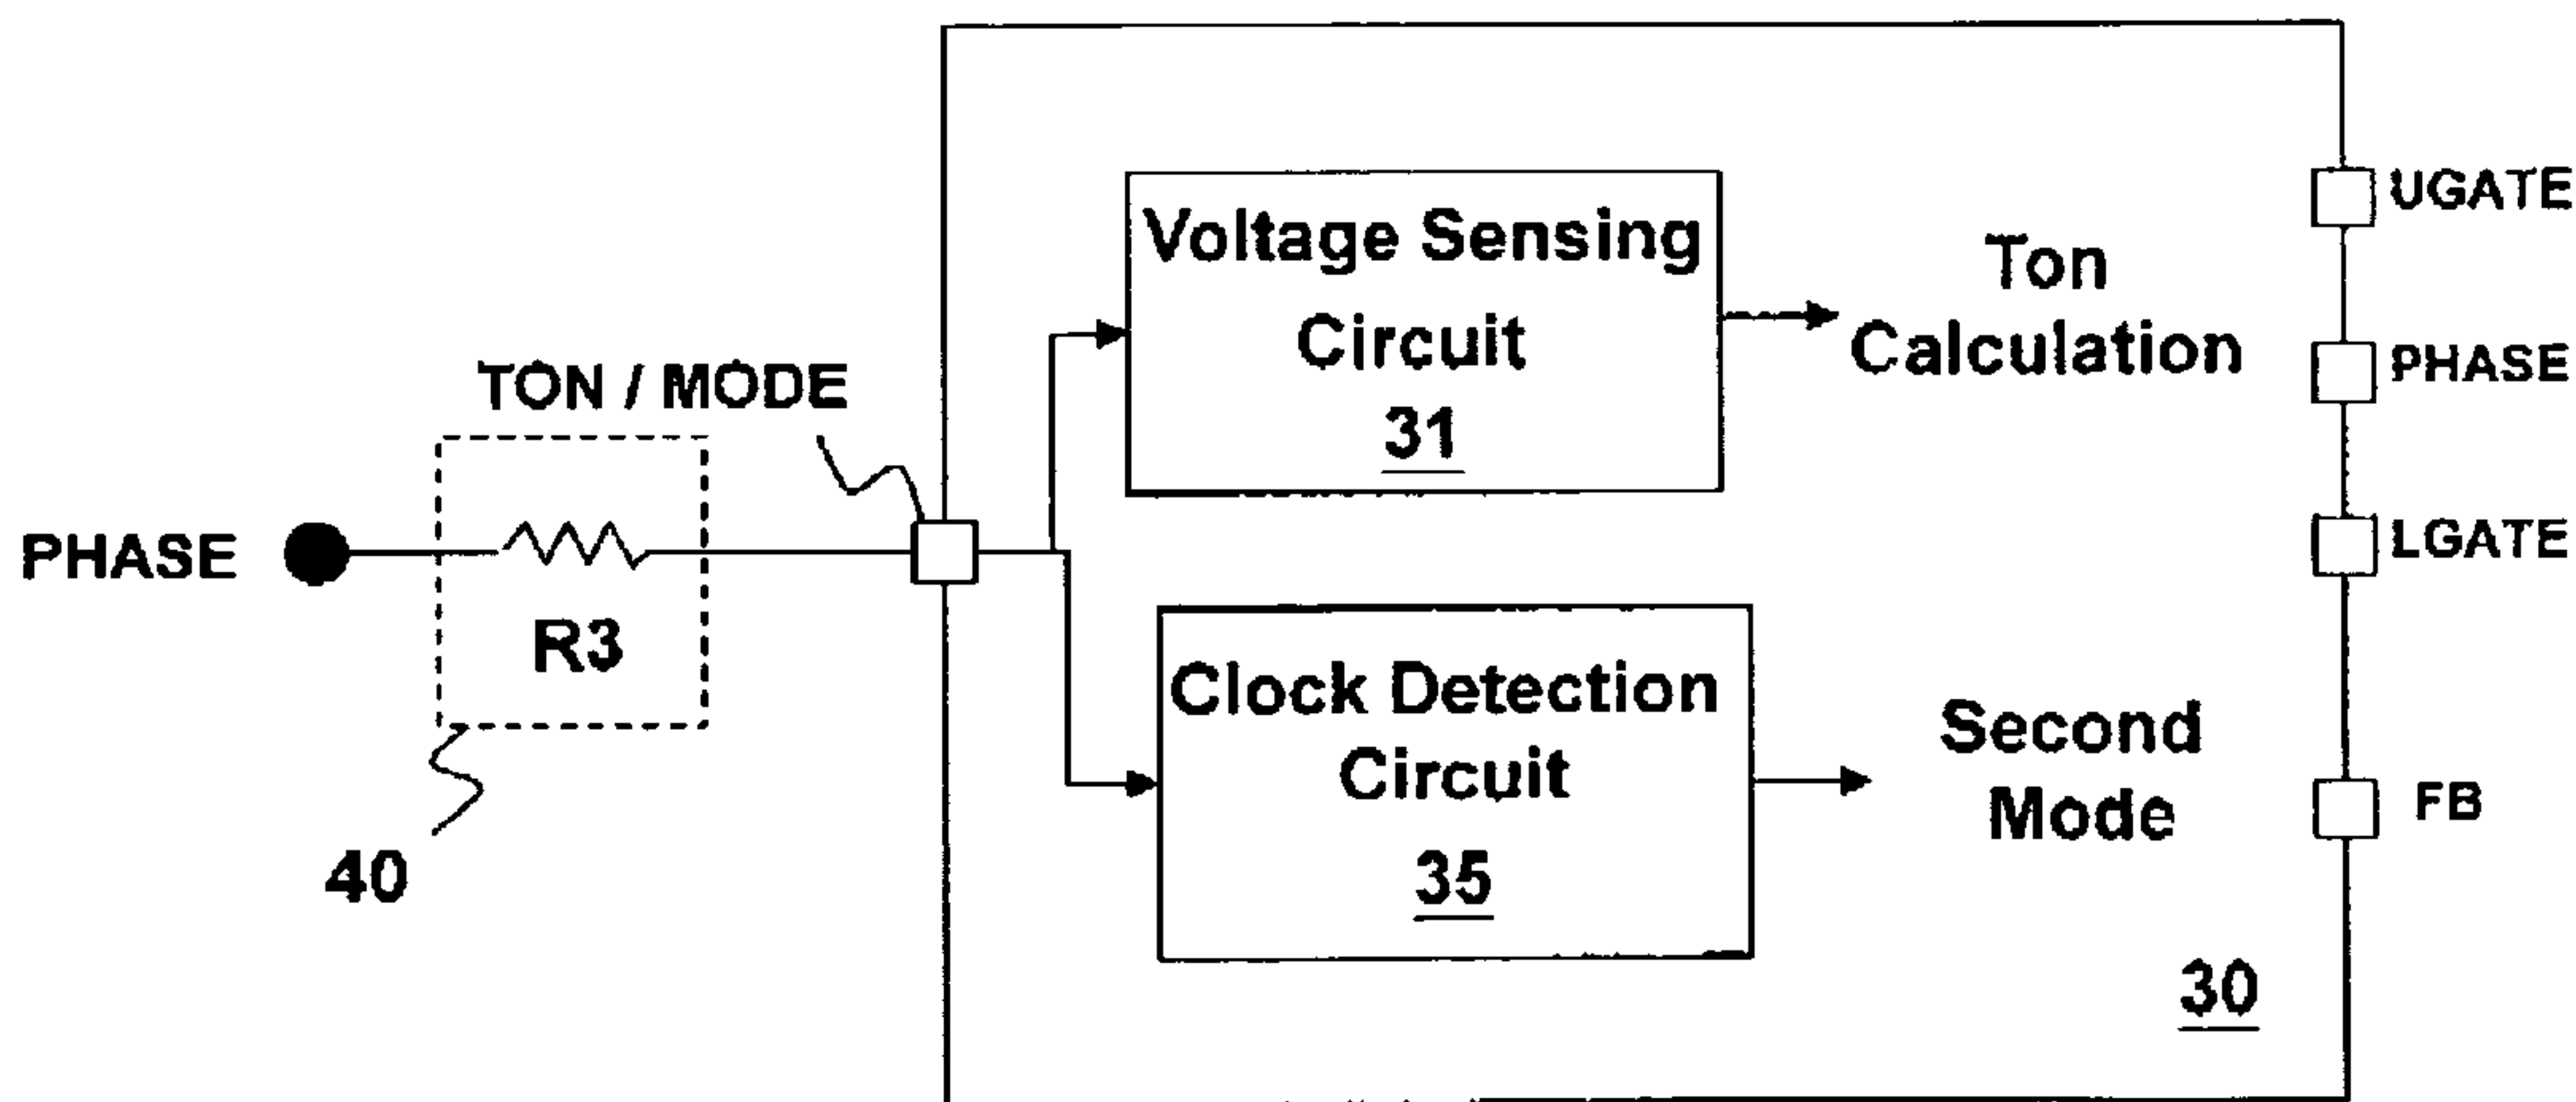 UGATE
Voltage Sensing
Circuit
31
Ton
Calculation
PHASE
TON / MODE
PHASE
R3
40
LGATE
Clock Detection
Circuit
35
Second
Mode
FB
30